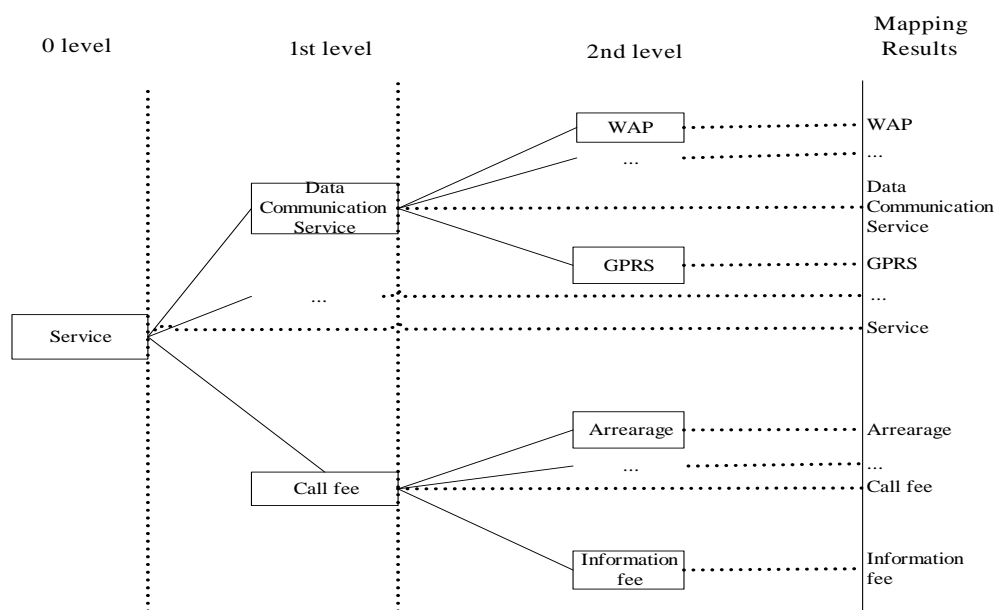 0 level
1st level
2nd level
Mapping
Results
WAP
WAP
...
...
Data
Communication
Service
Data
Communication
Service
GPRS
GPRS
...
...
Service
Service
Arrearage
Arrearage
...
...
Call fee
Call fee
Information
fee
Information
fee